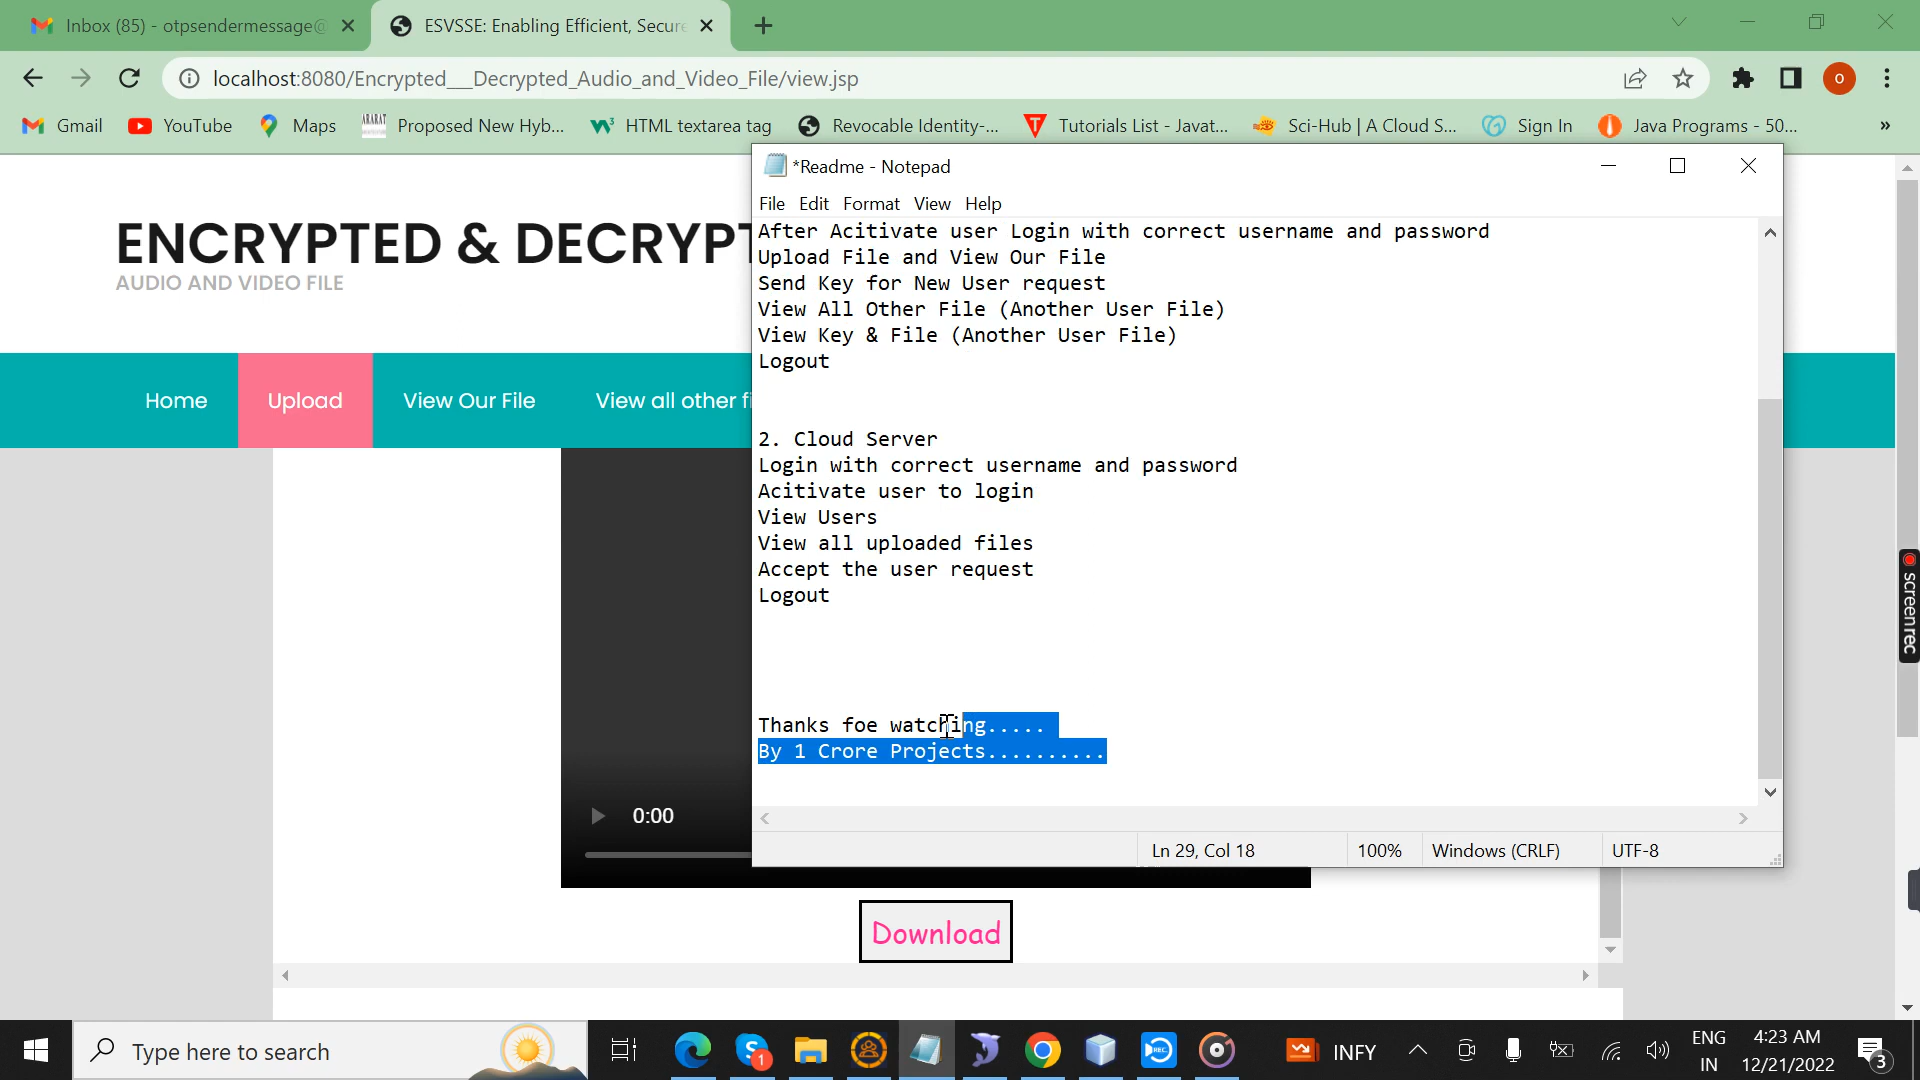 Inbox (85) - otpsendermessage@
ESVSSE: Enabling Efficient, Secure
localhost:8080/Encrypted___Decrypted_Audio_and_Video_File/view.jsp
o
Gmail
YouTube
Maps
ARARAT
Proposed New Hyb...
HTML textarea tag
Revocable Identity-...
Tutorials List - Javat...
Sci-Hub | A Cloud S...
Sign In
Java Programs - 50...
»
ENCRYPTED & DECRYPT
AUDIO AND VIDEO FILE
Home
Upload
View Our File
View all other fi
*Readme - Notepad
File Edit Format View Help
After Acitivate user Login with correct username and password
Upload File and View Our File
Send Key for New User request
View All Other File (Another User File)
View Key & File (Another User File)
Logout
2. Cloud Server
Login with correct username and password
Acitivate user to login
View Users
View all uploaded files
Accept the user request
Logout
Thanks foe watching.....
By 1 Crore Projects..........
Ln 29, Col 18
100%
Windows (CRLF)
UTF-8
0:00
Download
screenrec
Type here to search
1
REC
INFY
ENG
IN
4:23 AM
12/21/2022
3